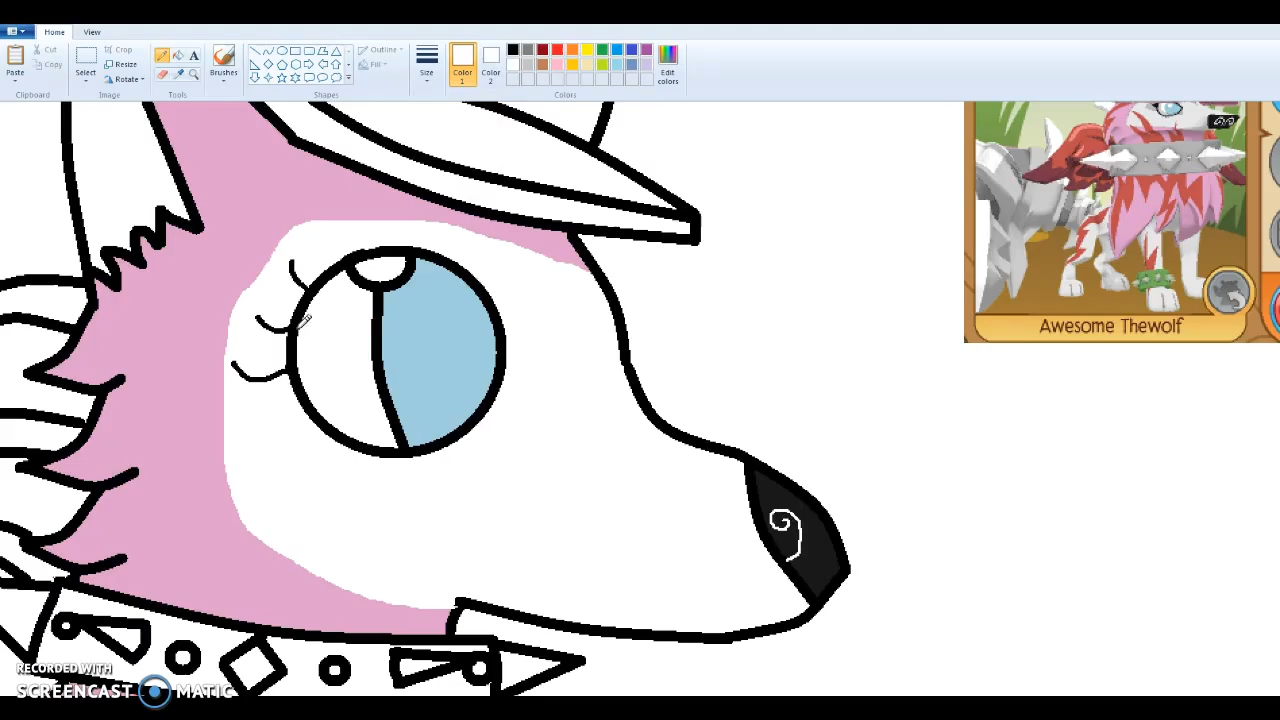 Home View
Paste
Cut
Copy
Clipboard
Select
Crop
Resize
Rotate
Image
A
Tools
Brushes
Outline
Fill
Shapes
Size
Color 1
Color 2
Edit colors
Colors
Awesome Thewolf
RECORDED WITH
SCREENCAST MATIC